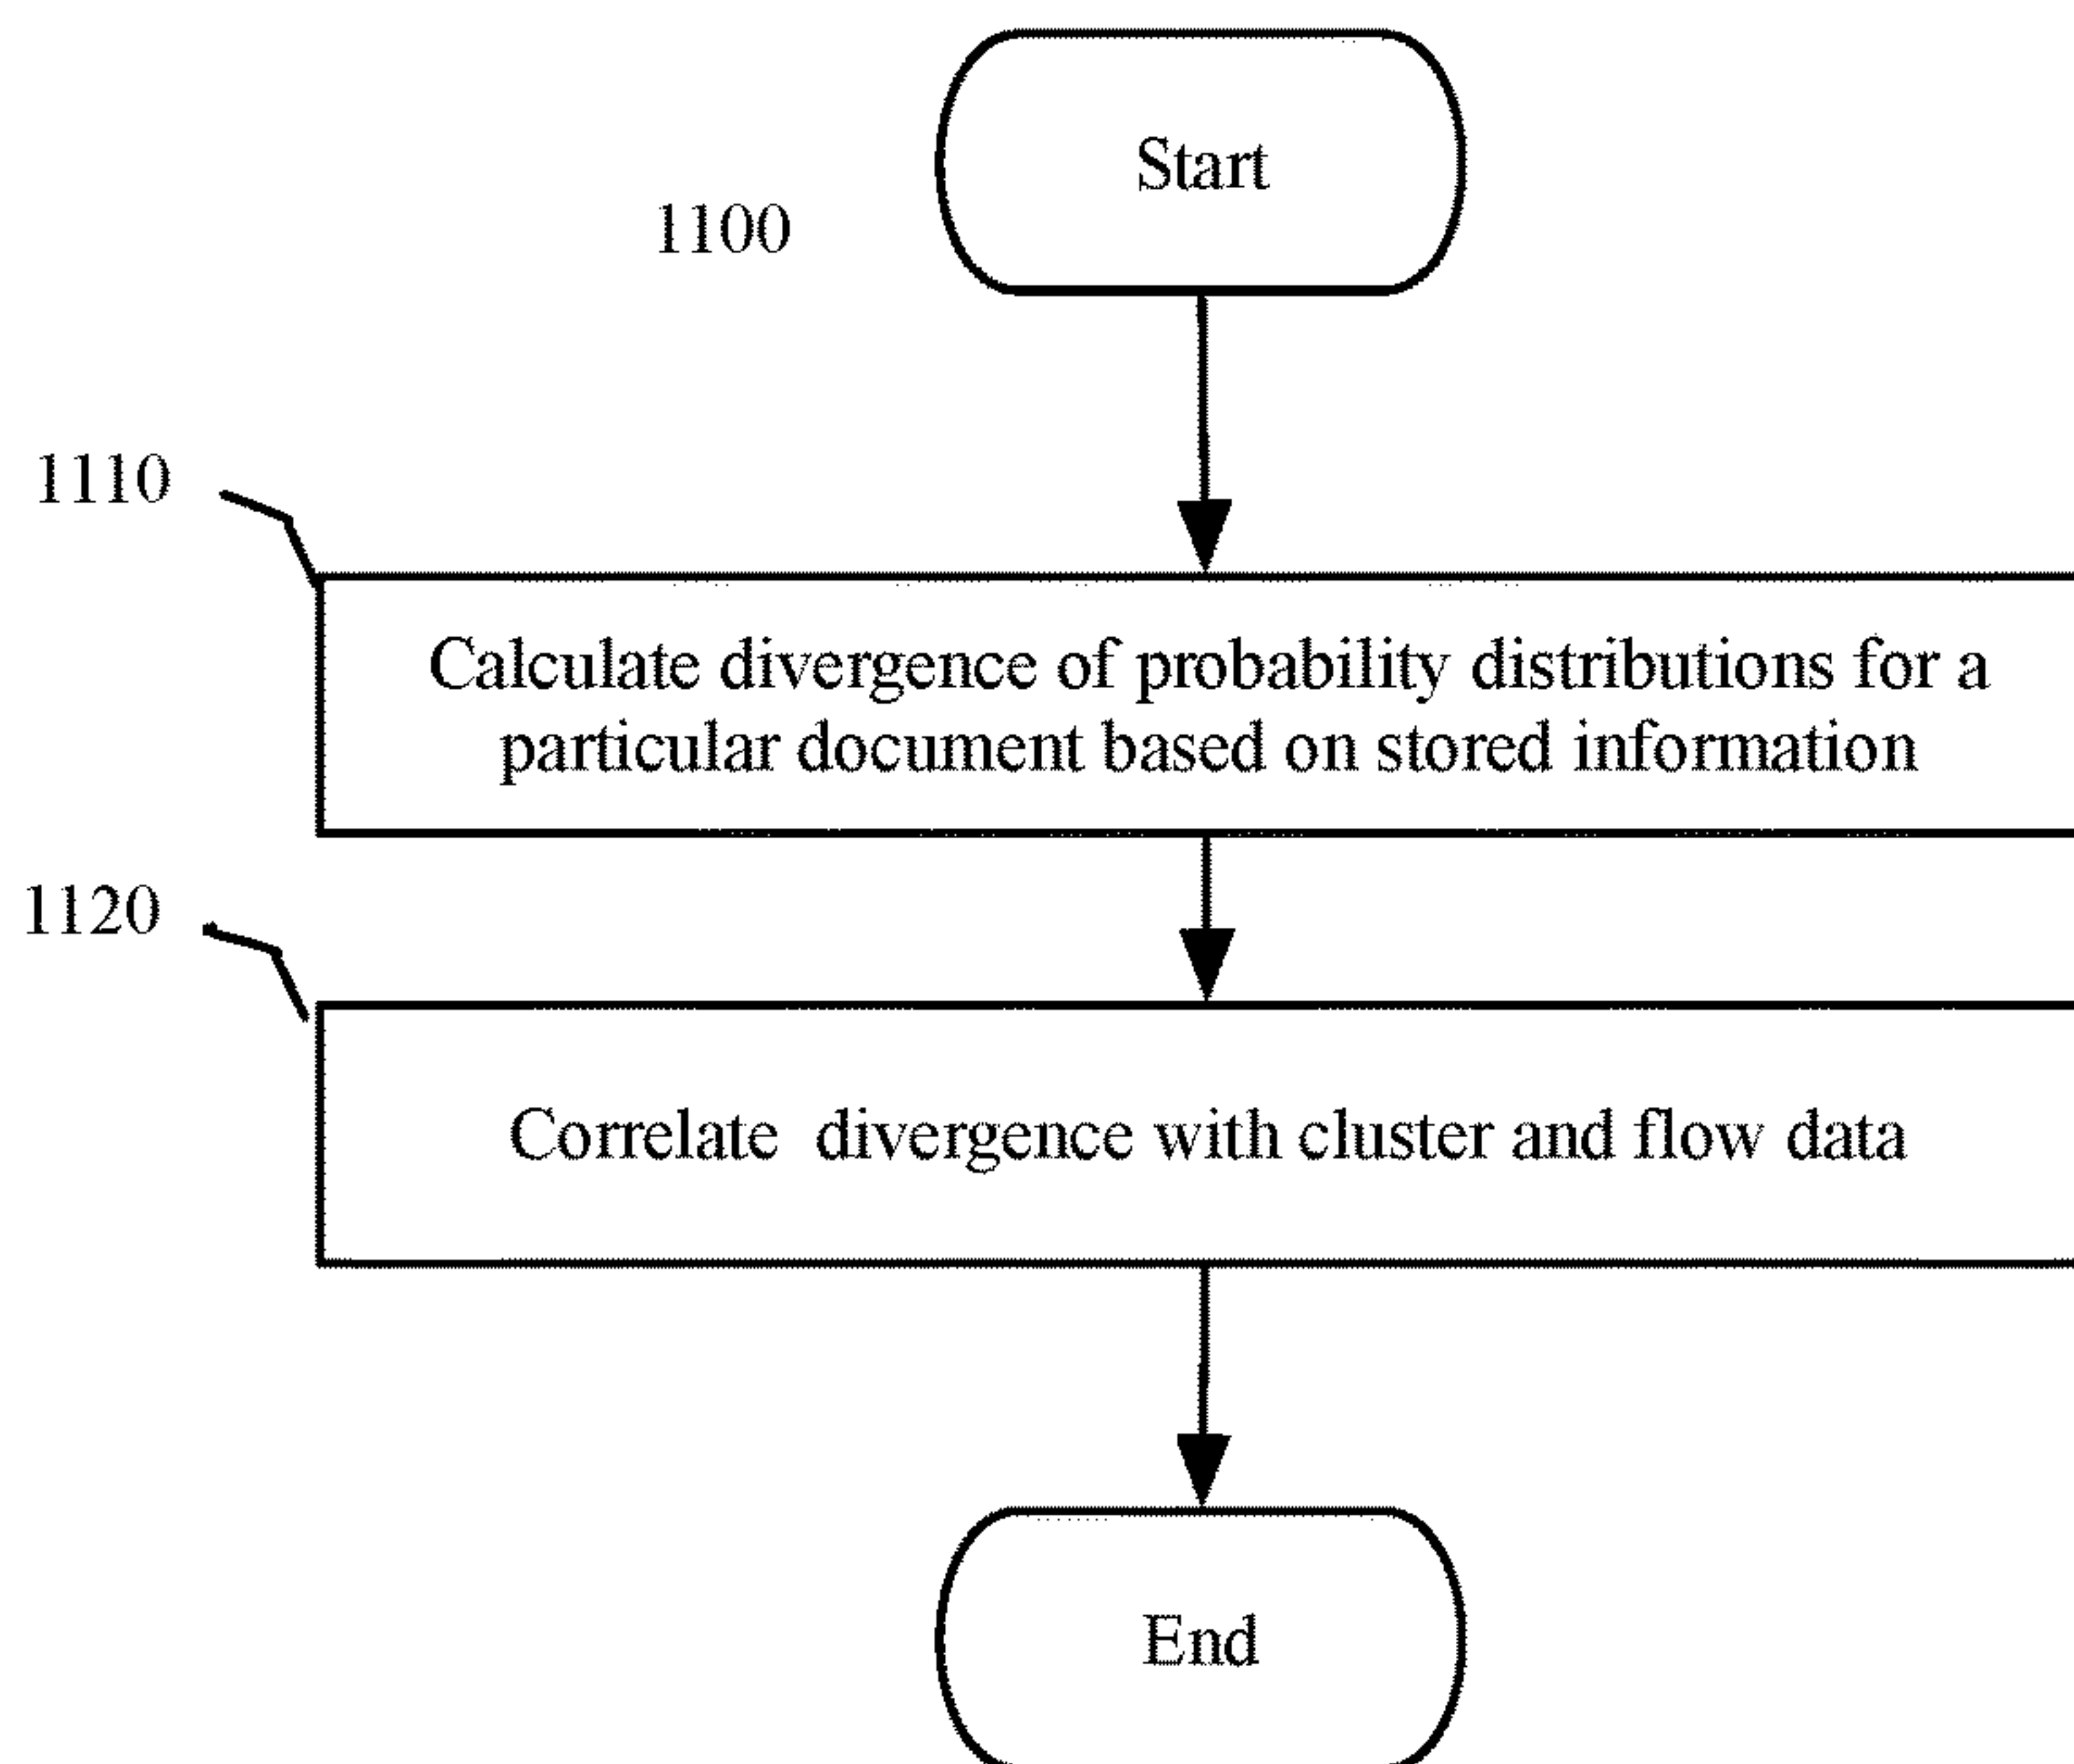 Start
1100
1110
Calculate divergence of probability distributions for a
particular document based on stored information
1120
Correlate divergence with cluster and flow data
End